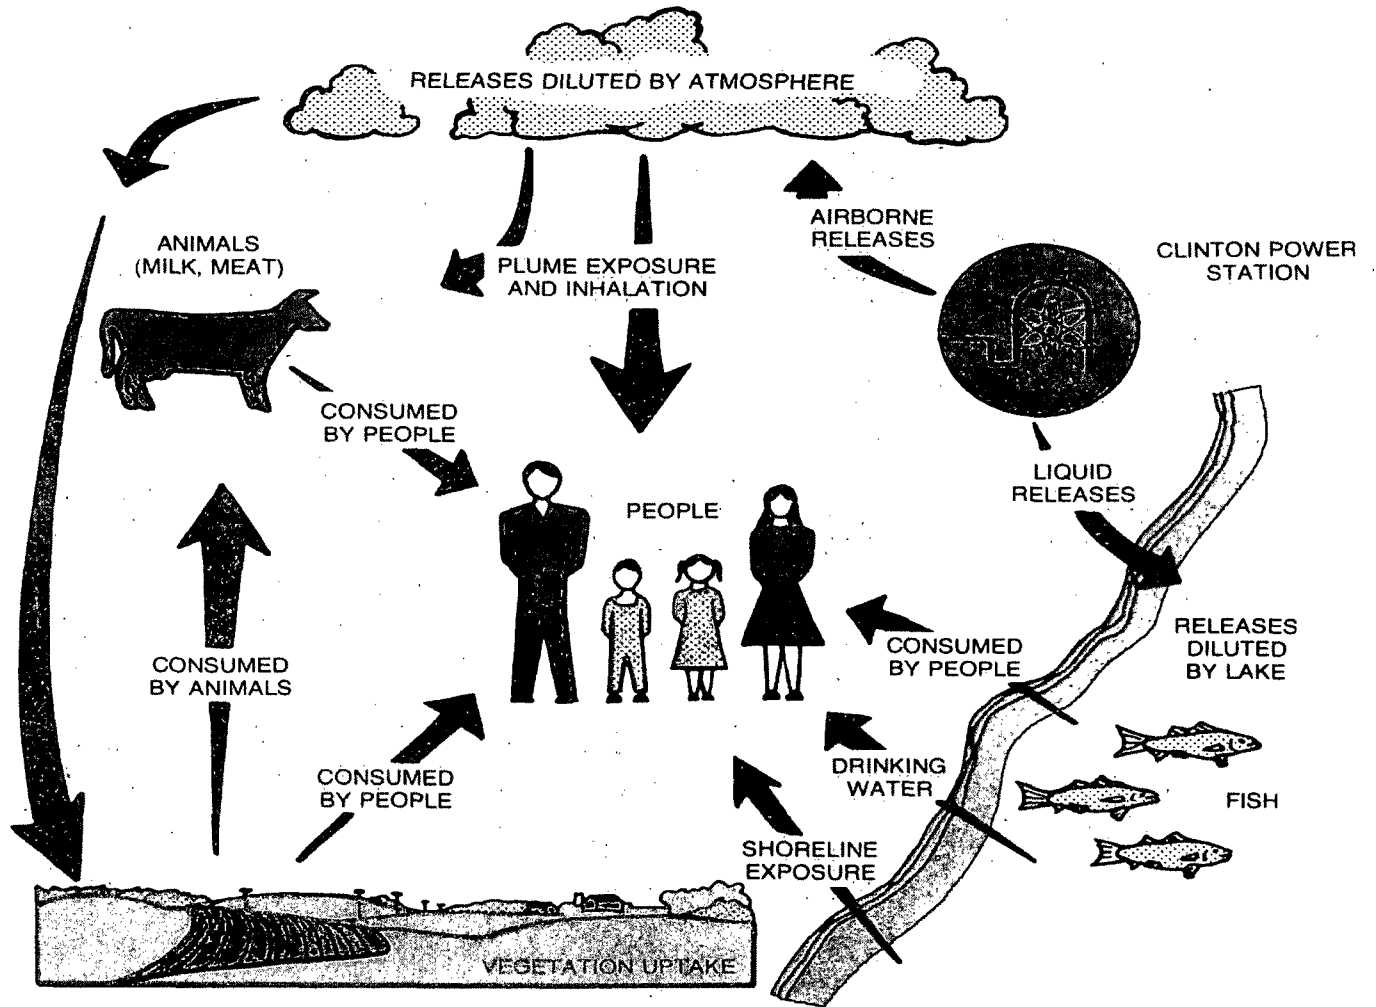 RELEASES DILUTED BY ATMOSPHERE
AIRBORNE
RELEASES
CLINTON POWER
STATION
ANIMALS
(MILK, MEAT)
PLUME EXPOSURE
AND INHALATION
CONSUMED
BY PEOPLE
LIQUID
RELEASES
PEOPLE
RELEASES
DILUTED
BY LAKE
CONSUMED
BY PEOPLE
CONSUMED
BY ANIMALS
CONSUMED
BY PEOPLE
DRINKING
WATER
FISH
SHORELINE
EXPOSURE
VEGETATION UPTAKE